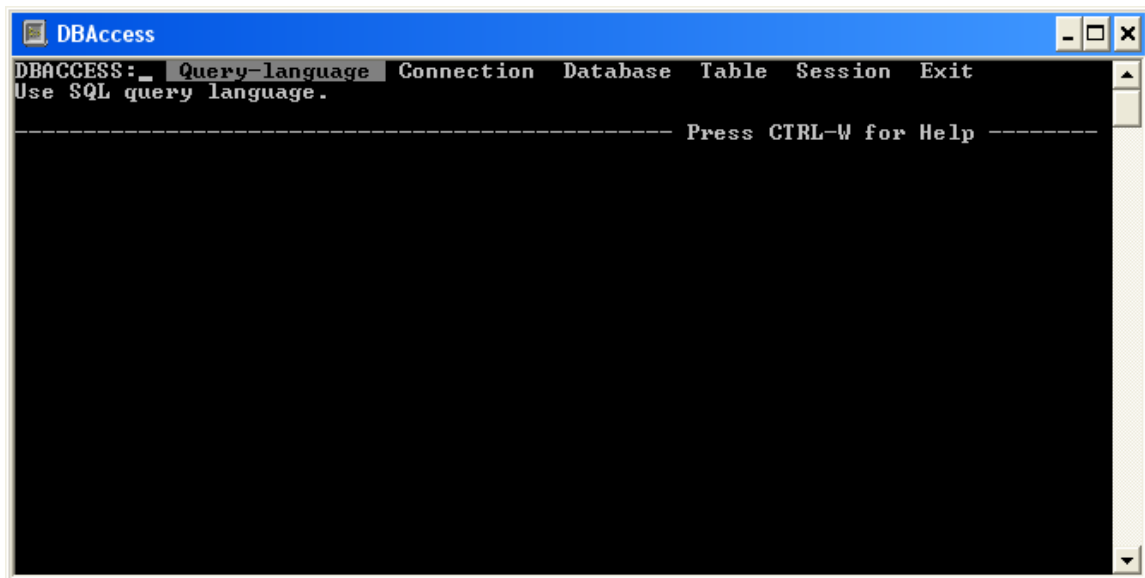 DBAccess
DBACCESS:_ Query-language Connection Database Table Session Exit
Use SQL query language.
------------------------------------------------ Press CTRL-W for Help --------